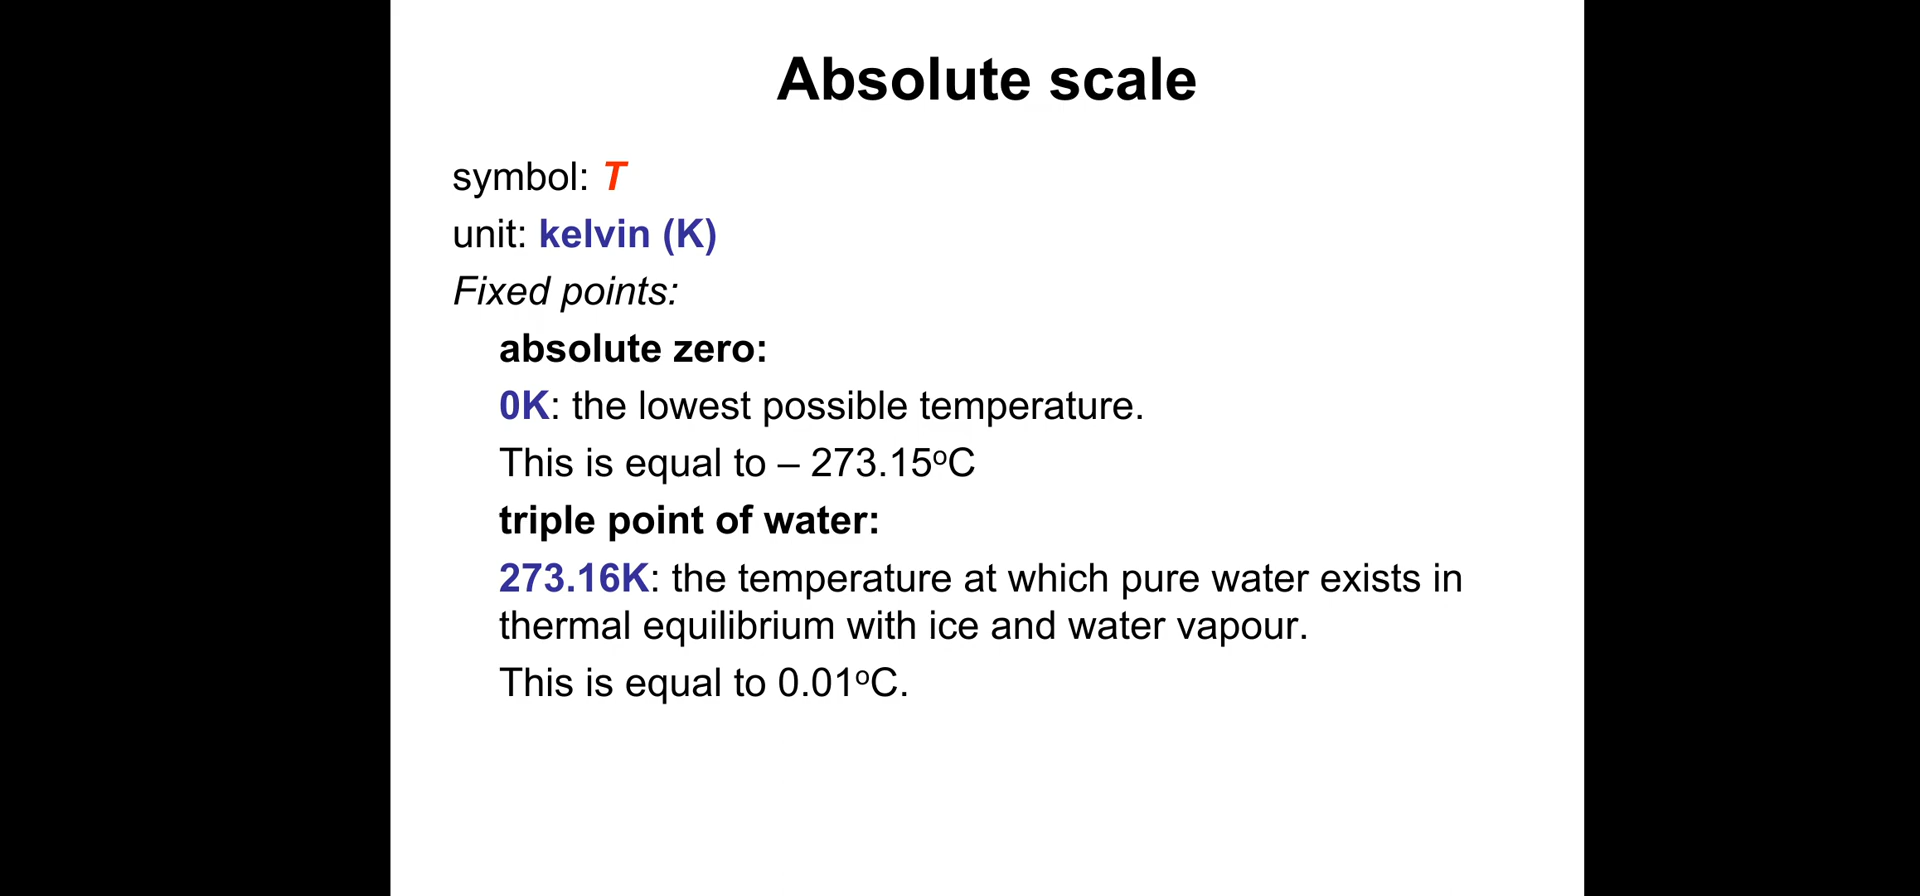 Absolute scale
symbol: T
unit: kelvin (K)
Fixed points:
absolute zero:
0K: the lowest possible temperature.
This is equal to – 273.15ºC
triple point of water:
273.16K: the temperature at which pure water exists in
thermal equilibrium with ice and water vapour.
This is equal to 0.01ºC.